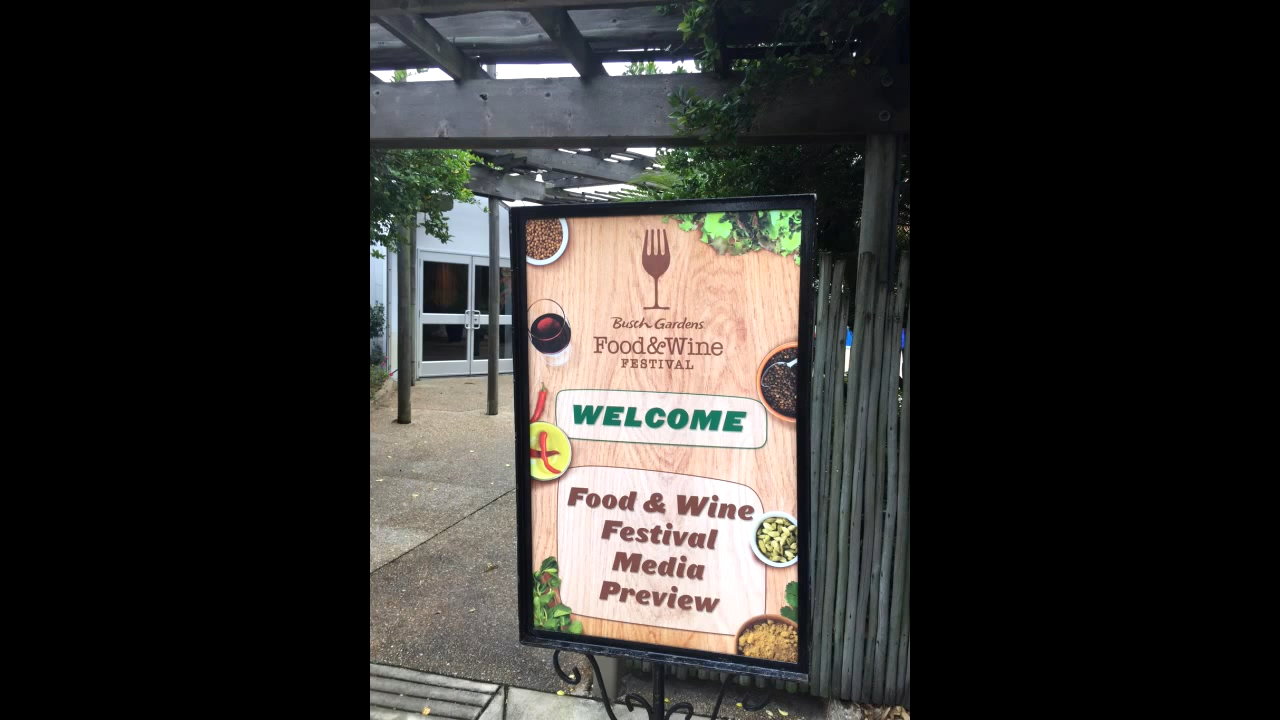 Busch Gardens
Food&Wine
FESTIVAL
WELCOME
Food & Wine
Festival
Media
Preview